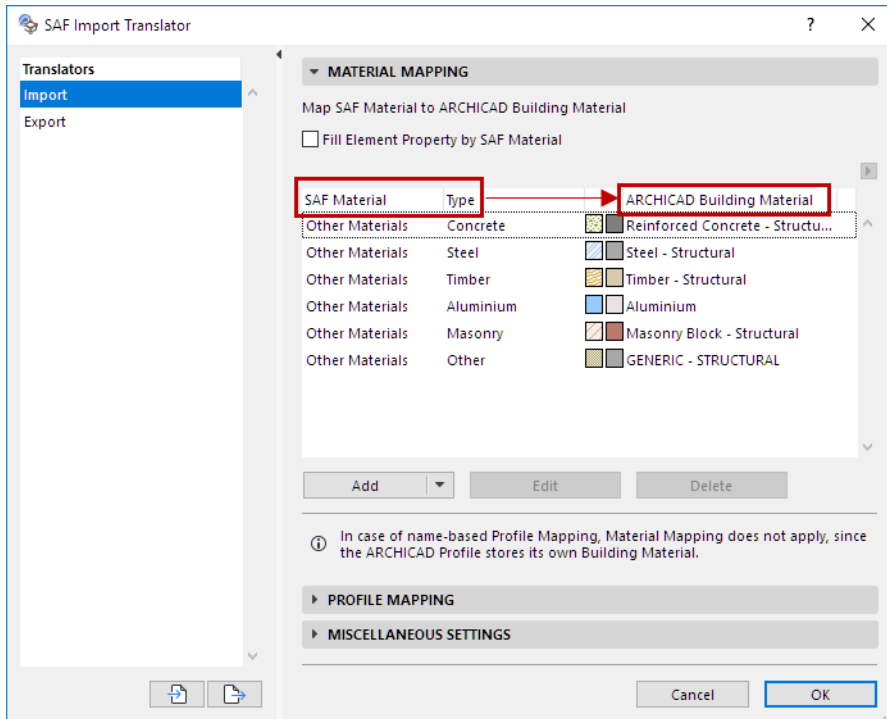 SAF Import Translator
?
Translators
Import
Export
MATERIAL MAPPING
Map SAF Material to ARCHICAD Building Material
Fill Element Property by SAF Material
SAF Material Type ARCHICAD Building Material
Other Materials Concrete Reinforced Concrete - Structu...
Other Materials Steel Steel - Structural
Other Materials Timber Timber - Structural
Other Materials Aluminium Aluminium
Other Materials Masonry Masonry Block - Structural
Other Materials Other GENERIC - STRUCTURAL
Add Edit Delete
In case of name-based Profile Mapping, Material Mapping does not apply, since
the ARCHICAD Profile stores its own Building Material.
PROFILE MAPPING
MISCELLANEOUS SETTINGS
Cancel OK